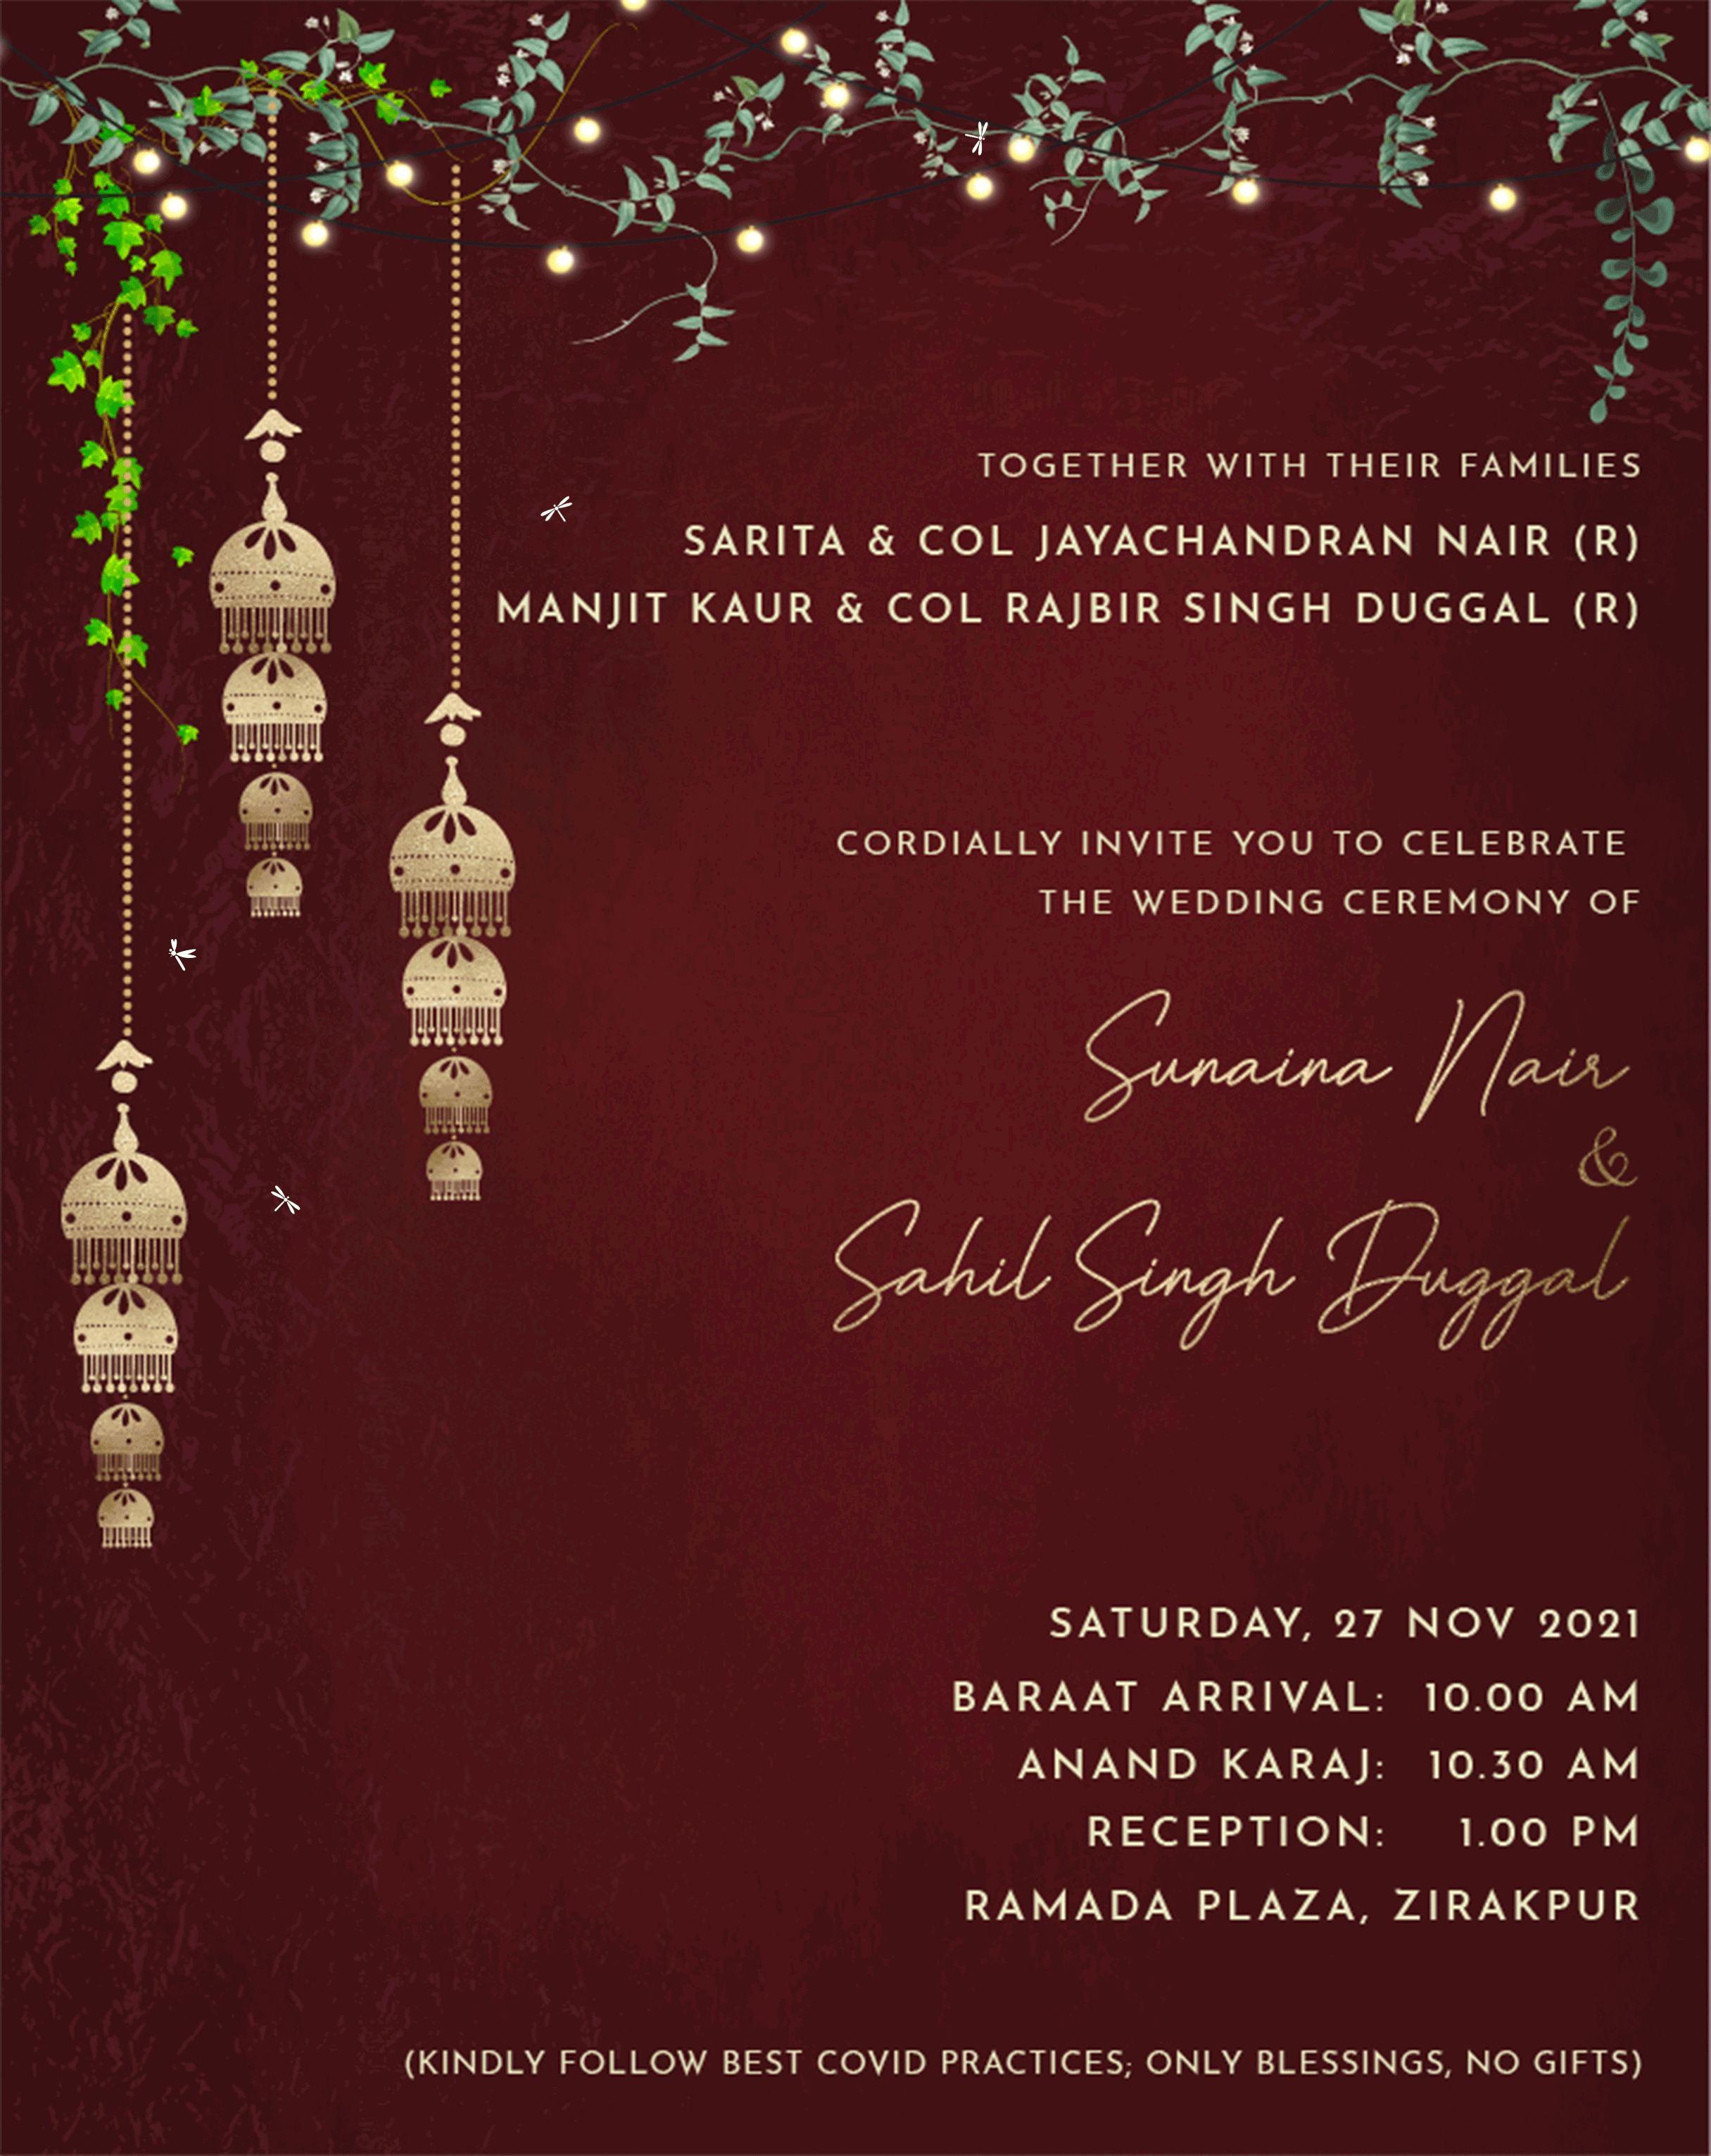 TOGETHER WITH THEIR FAMILIES
SARITA & COL JAYACHANDRAN NAIR (R)
MANJIT KAUR & COL RAJBIR SINGH DUGGAL (R)
CORDIALLY INVITE YOU TO CELEBRATE
THE WEDDING CEREMONY OF
Sunaina Nair
&
Sahil Singh Duggal
SATURDAY, 27 NOV 2021
BARAAT ARRIVAL: 10.00 AM
ANAND KARAJ: 10.30 AM
RECEPTION: 1.00 PM
RAMADA PLAZA, ZIRAKPUR
(KINDLY FOLLOW BEST COVID PRACTICES; ONLY BLESSINGS, NO GIFTS)